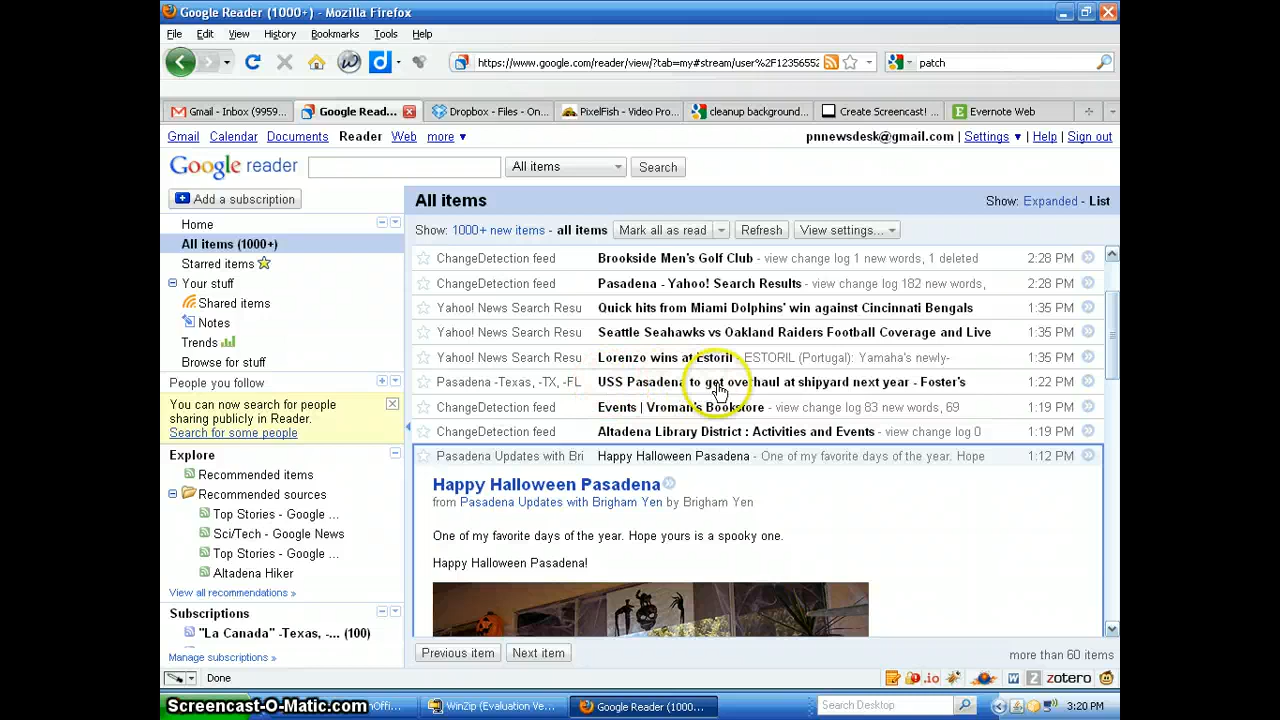 Google Reader (1000+) - Mozilla Firefox
File Edit View History Bookmarks Tools Help
https://www.google.com/reader/view/?tab=my#stream/user%2F12356552 patch
Gmail - Inbox (9959... Google Read... Dropbox - Files - On... PixelFish - Video Pro... cleanup background... Create Screencast! ... Evernote Web
Gmail Calendar Documents Reader Web more pnnewsdesk@gmail.com | Settings | Help | Sign out
Google reader All items Search
Add a subscription
All items Show: Expanded - List
Home
Show: 1000+ new items - all items Mark all as read Refresh View settings...
All items (1000+)
Starred items
Your stuff
Shared items
Notes
Trends
Browse for stuff
People you follow
You can now search for people
sharing publicly in Reader.
Search for some people
Explore
Recommended items
Recommended sources
Top Stories - Google ...
Sci/Tech - Google News
Top Stories - Google ...
Altadena Hiker
View all recommendations »
Subscriptions
"La Canada" -Texas, -... (100)
Manage subscriptions »
ChangeDetection feed Brookside Men's Golf Club - view change log 1 new words, 1 deleted 2:28 PM
ChangeDetection feed Pasadena - Yahoo! Search Results - view change log 182 new words, 2:28 PM
Yahoo! News Search Resu Quick hits from Miami Dolphins' win against Cincinnati Bengals 1:35 PM
Yahoo! News Search Resu Seattle Seahawks vs Oakland Raiders Football Coverage and Live 1:35 PM
Yahoo! News Search Resu Lorenzo wins at Estoril - ESTORIL (Portugal): Yamaha's newly- 1:35 PM
Pasadena -Texas, -TX, -FL USS Pasadena to get overhaul at shipyard next year - Foster's 1:22 PM
ChangeDetection feed Events | Vroman's Bookstore - view change log 83 new words, 69 1:19 PM
ChangeDetection feed Altadena Library District : Activities and Events - view change log 0 1:19 PM
Pasadena Updates with Bri Happy Halloween Pasadena - One of my favorite days of the year. Hope 1:12 PM
Happy Halloween Pasadena
from Pasadena Updates with Brigham Yen by Brigham Yen
One of my favorite days of the year. Hope yours is a spooky one.
Happy Halloween Pasadena!
Previous item Next item more than 60 items
Done .io W Z zotero
Screencast-O-Matic.com WinZip (Evaluation Ve... Google Reader (1000... Search Desktop 3:20 PM